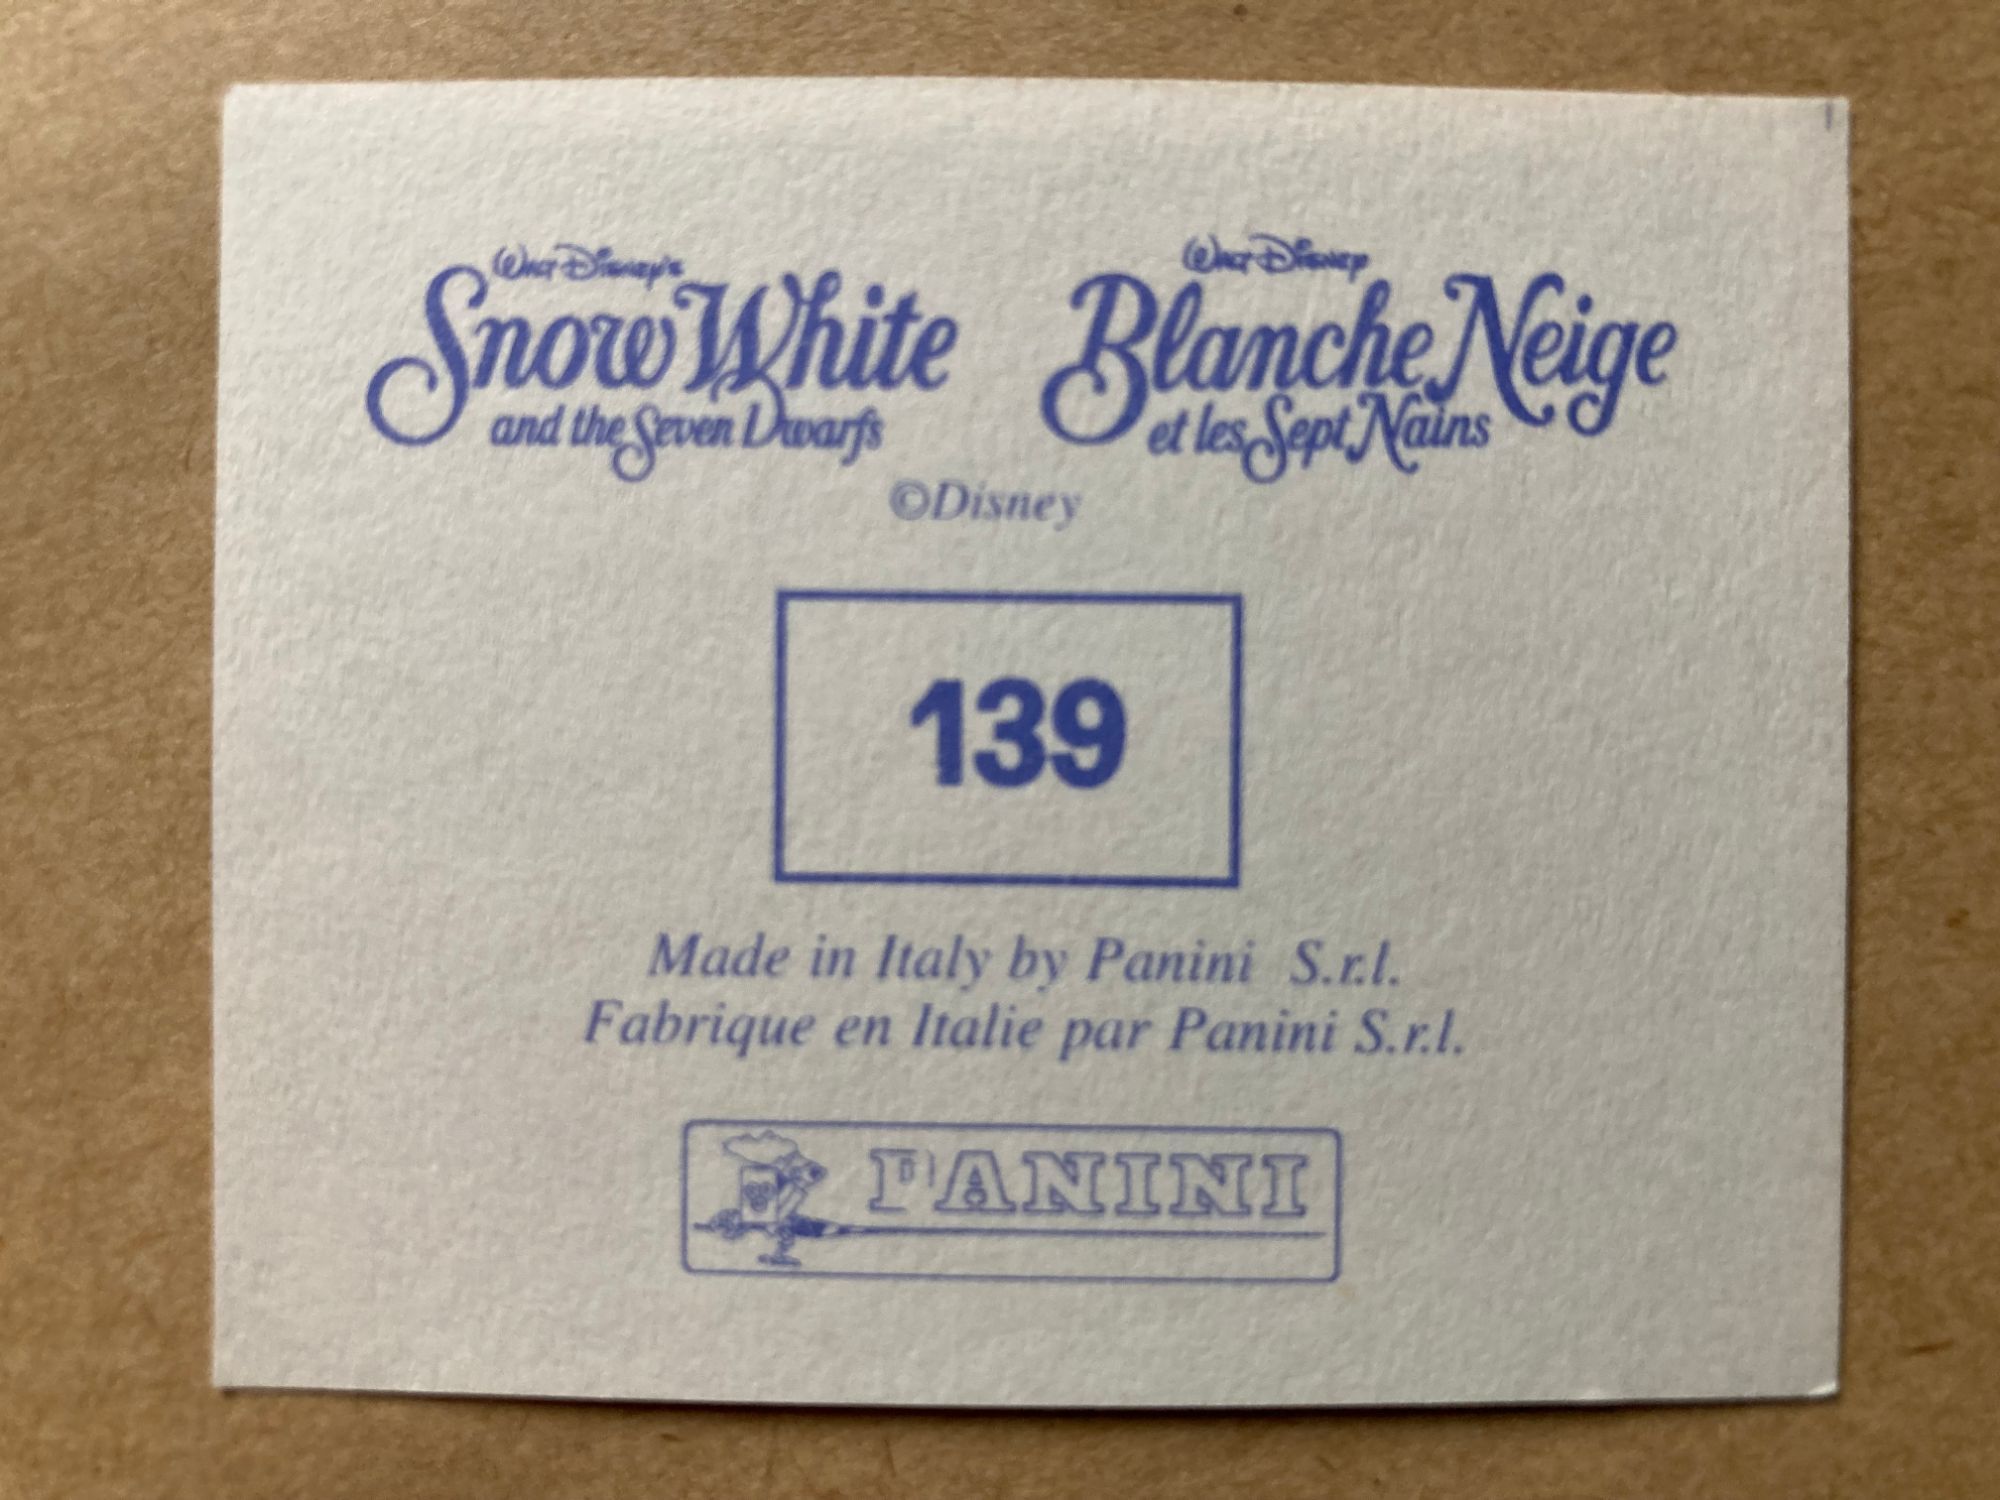 Walt Disney's
Snow White
and the Seven Dwarfs
Walt Disney
Blanche Neige
et les Sept Nains
©Disney
139
Made in Italy by Panini S.r.l.
Fabrique en Italie par Panini S.r.l.
PANINI